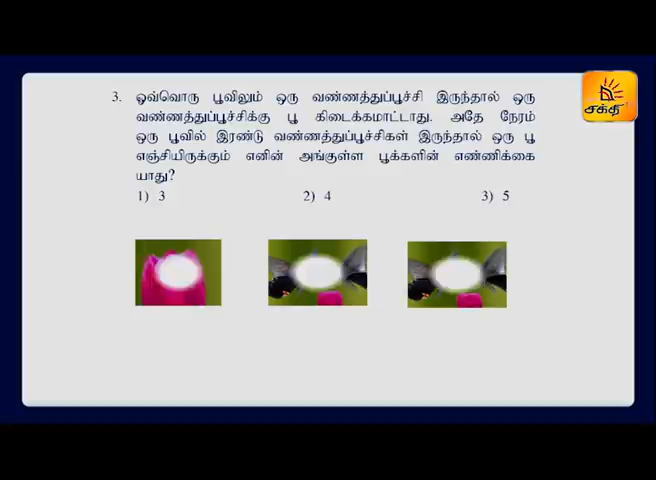 3. ஒவ்வொரு பூவிலும் ஒரு வண்ணத்துப்பூச்சி இருந்தால் ஒரு
வண்ணத்துப்பூச்சிக்கு பூ கிடைக்கமாட்டாது. அதே நேரம்
ஒரு பூவில் இரண்டு வண்ணத்துப்பூச்சிகள் இருந்தால் ஒரு பூ
எஞ்சியிருக்கும் எனின் அங்குள்ள பூக்களின் எண்ணிக்கை
யாது?
1) 3 2) 4 3) 5
சக்தி